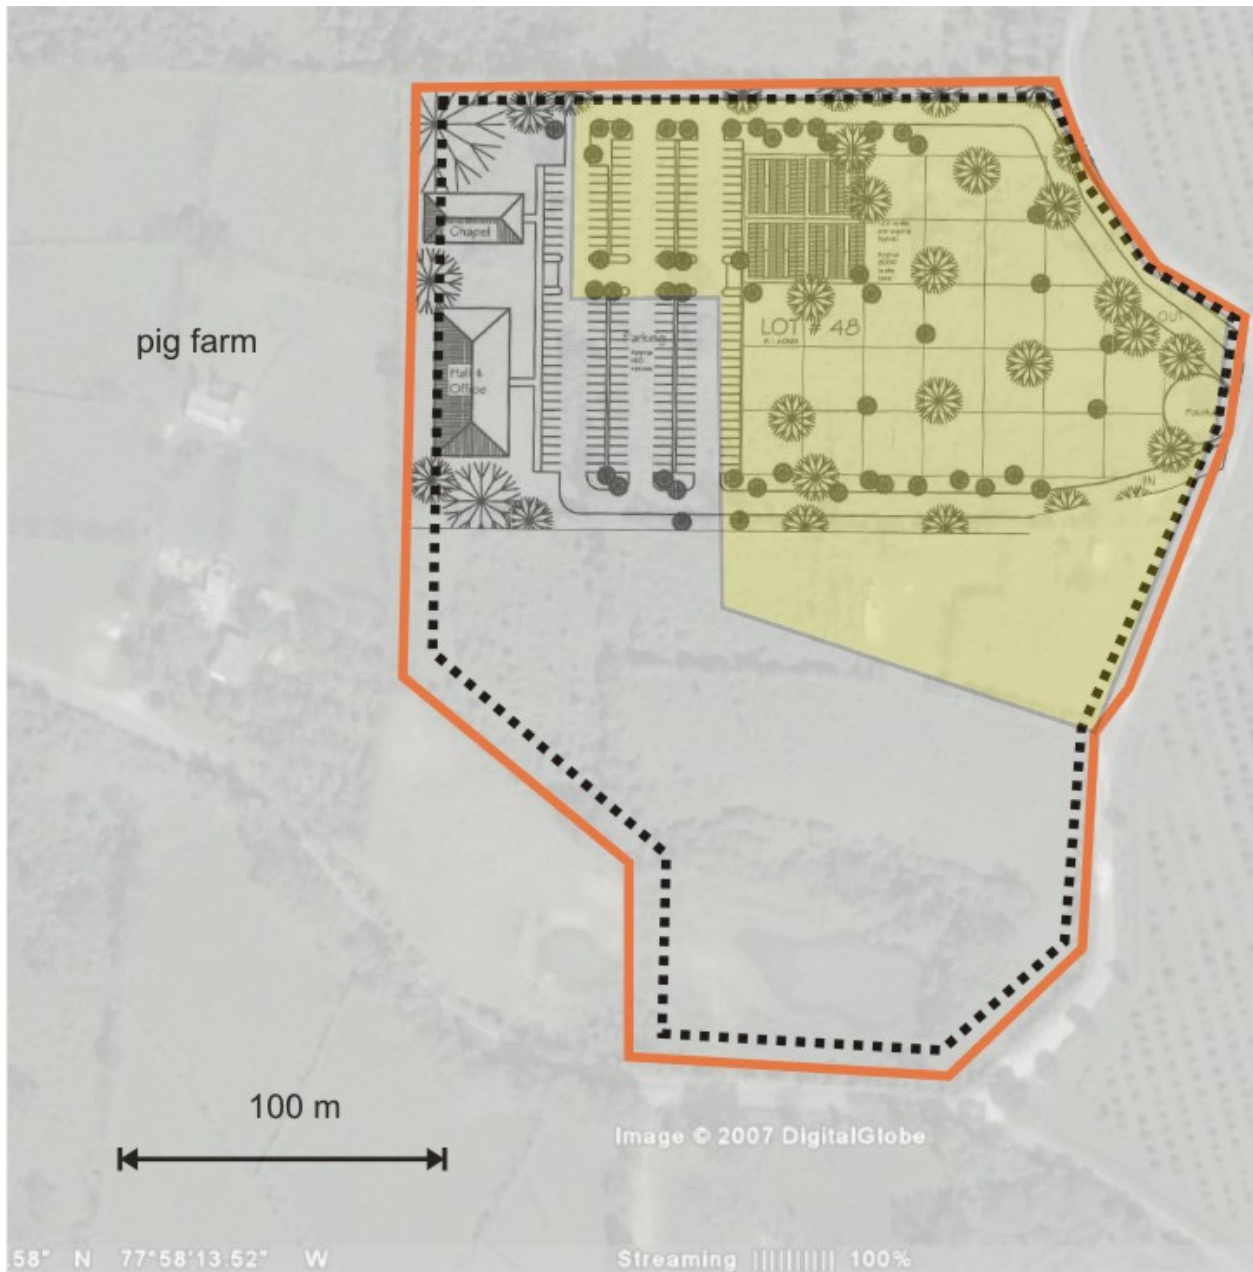 Chapel
pig farm
LOT # 48
OUT
Parking
Hall &
Office
IN
100 m
Image © 2007 DigitalGlobe
.58" N 77°58'13.52" W
Streaming |||||||||| 100%